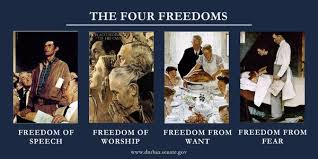 THE FOUR FREEDOMS
FREEDOM OF
SPEECH
FREEDOM OF
WORSHIP
FREEDOM FROM
WANT
FREEDOM FROM
FEAR
www.durbin.senate.gov